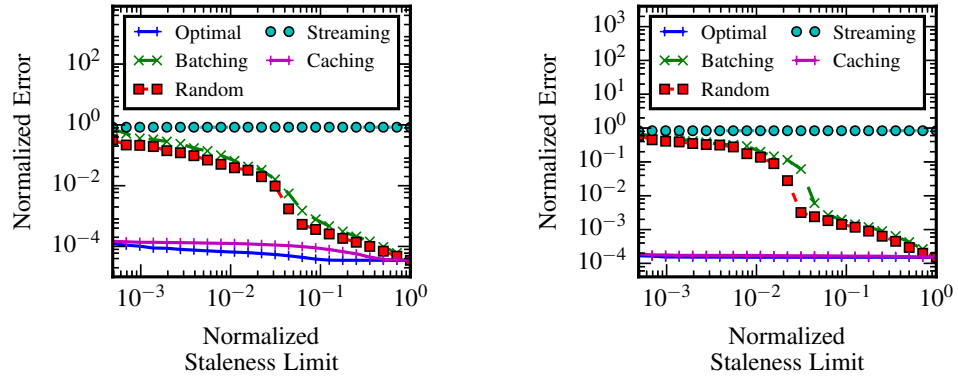 Normalized Error
10^2
10^0
10^−2
10^−4
Optimal
Batching
Random
Streaming
Caching
10^−3
10^−2
10^−1
10^0
Normalized
Staleness Limit
Normalized Error
10^3
10^2
10^1
10^0
10^−1
10^−2
10^−3
10^−4
Optimal
Batching
Random
Streaming
Caching
10^−3
10^−2
10^−1
10^0
Normalized
Staleness Limit